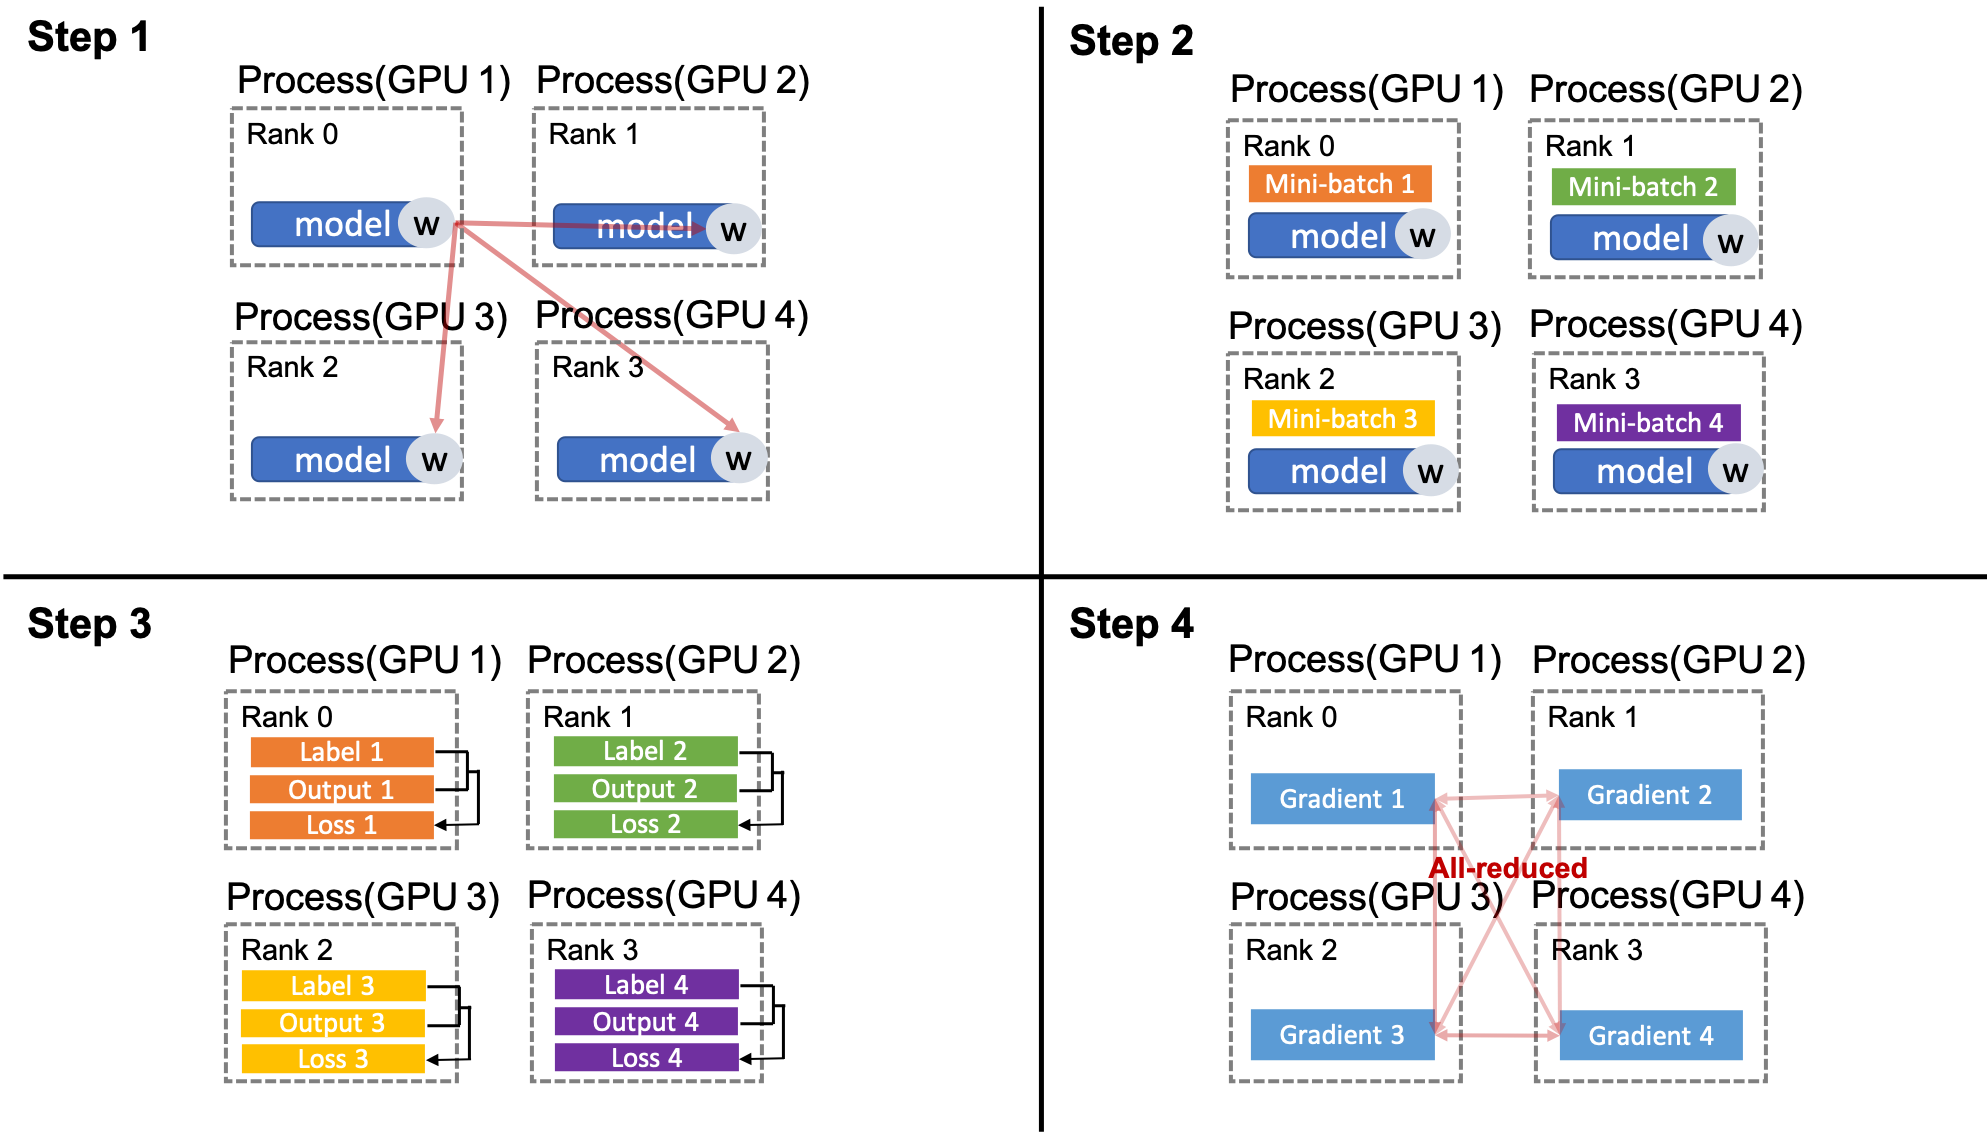 Step 1
Process(GPU 1) Process(GPU 2)
Rank 0 Rank 1
model w model w
Process(GPU 3) Process(GPU 4)
Rank 2 Rank 3
model w model w
Step 2
Process(GPU 1) Process(GPU 2)
Rank 0 Rank 1
Mini-batch 1 Mini-batch 2
model w model w
Process(GPU 3) Process(GPU 4)
Rank 2 Rank 3
Mini-batch 3 Mini-batch 4
model w model w
Step 3
Process(GPU 1) Process(GPU 2)
Rank 0 Rank 1
Label 1 Label 2
Output 1 Output 2
Loss 1 Loss 2
Process(GPU 3) Process(GPU 4)
Rank 2 Rank 3
Label 3 Label 4
Output 3 Output 4
Loss 3 Loss 4
Step 4
Process(GPU 1) Process(GPU 2)
Rank 0 Rank 1
Gradient 1 Gradient 2
All-reduced
Process(GPU 3) Process(GPU 4)
Rank 2 Rank 3
Gradient 3 Gradient 4